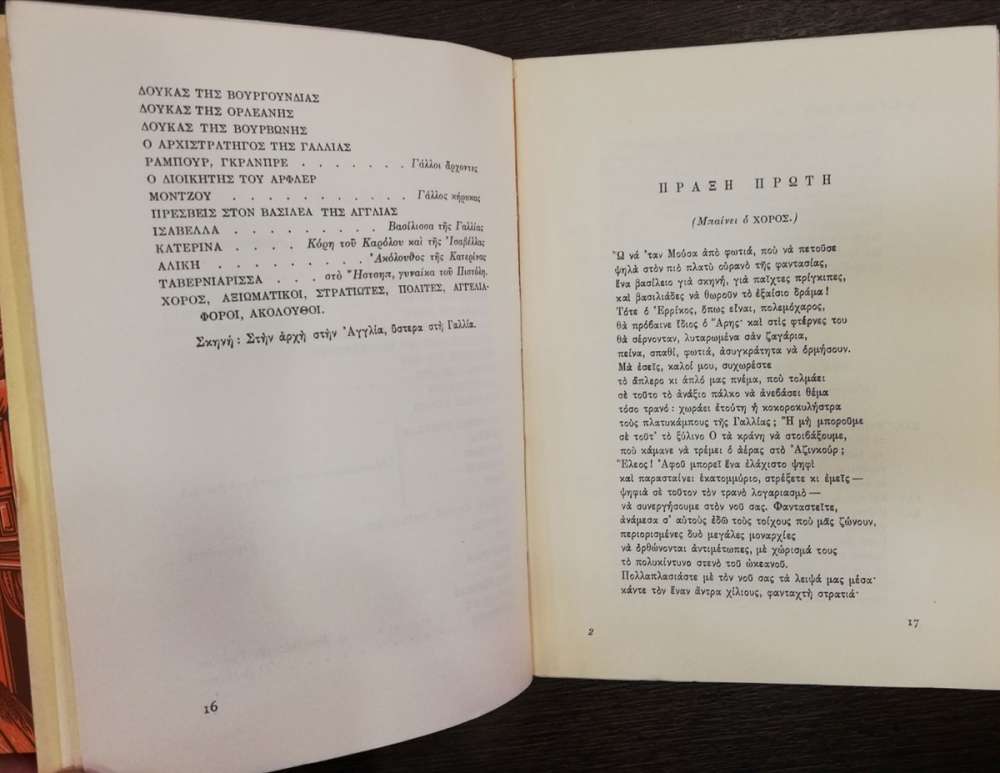 ΔΟΥΚΑΣ ΤΗΣ ΒΟΥΡΓΟΥΝΔΙΑΣ
ΔΟΥΚΑΣ ΤΗΣ ΟΡΛΕΑΝΗΣ
ΔΟΥΚΑΣ ΤΗΣ ΒΟΥΡΒΩΝΗΣ
Ο ΑΡΧΙΣΤΡΑΤΗΓΟΣ ΤΗΣ ΓΑΛΛΙΑΣ
ΡΑΜΠΟΥΡ, ΓΚΡΑΝΠΡΕ . . . . . . . Γάλλοι ἄρχοντες
Ο ΔΙΟΙΚΗΤΗΣ ΤΟΥ ΑΡΦΛΕΡ
ΜΟΝΤΖΟΥ . . . . . . . . . . . Γάλλος κήρυκας
ΠΡΕΣΒΕΙΣ ΣΤΟΝ ΒΑΣΙΛΕΑ ΤΗΣ ΑΓΓΛΙΑΣ
ΙΣΑΒΕΛΛΑ . . . . . . . . . Βασίλισσα τῆς Γαλλίας
ΚΑΤΕΡΙΝΑ . . . . Κόρη τοῦ Καρόλου καὶ τῆς Ἰσαβέλλας
ΑΛΙΚΗ . . . . . . . . . . Ἀκόλουθος τῆς Κατερίνας
ΤΑΒΕΡΝΙΑΡΙΣΣΑ . . . . στὸ Ἤστσηπ, γυναίκα τοῦ Πιστόλη.
ΧΟΡΟΣ, ΑΞΙΩΜΑΤΙΚΟΙ, ΣΤΡΑΤΙΩΤΕΣ, ΠΟΛΙΤΕΣ, ΑΓΓΕΛΙΑ-
ΦΟΡΟΙ, ΑΚΟΛΟΥΘΟΙ.
Σκηνή : Στὴν ἀρχὴ στὴν Ἀγγλία, ὕστερα στὴ Γαλλία.
16
ΠΡΑΞΗ ΠΡΩΤΗ
(Μπαίνει ὁ ΧΟΡΟΣ.)
Ὢ νά 'ταν Μούσα ἀπὸ φωτιά, ποὺ νὰ πετοῦσε
ψηλὰ στὸν πιὸ πλατὺ οὐρανὸ τῆς φαντασίας,
ἕνα βασίλειο γιὰ σκηνή, γιὰ παῖχτες πρίγκιπες,
καὶ βασιλιάδες νὰ θωροῦν τὸ ἐξαίσιο δράμα !
Τότε ὁ Ἐρρίκος, ὅπως εἶναι, πολεμόχαρος,
θὰ πρόβαινε ἴδιος ὁ Ἄρης· καὶ στὶς φτέρνες του
θὰ σέρνονταν, λυταρωμένα σὰν ζαγάρια,
πείνα, σπαθί, φωτιά, ἀσυγκράτητα νὰ ὁρμήσουν.
Μὰ ἐσεῖς, καλοί μου, συχωρέστε
τὸ ἄπλερο κι ἁπλό μας πνέμα, ποὺ τολμάει
σὲ τοῦτο τὸ ἀνάξιο πάλκο νὰ ἀνεβάσει θέμα
τόσο τρανό : χωράει ἐτούτη ἡ κοκοροκυλήστρα
τοὺς πλατυκάμπους τῆς Γαλλίας ; Ἢ μὴ μποροῦμε
σὲ τοῦτ' τὸ ξύλινο Ο τὰ κράνη νὰ στοιβάξουμε,
ποὺ κάμανε νὰ τρέμει ὁ ἀέρας στὸ Ἀζινκούρ ;
Ἔλεος ! Ἀφοῦ μπορεῖ ἕνα ἐλάχιστο ψηφὶ
καὶ παρασταίνει ἑκατομμύριο, στρέξετε κι ἐμεῖς —
ψηφιὰ σὲ τοῦτον τὸν τρανὸ λογαριασμὸ —
νὰ συνεργήσουμε στὸν νοῦ σας. Φανταστεῖτε,
ἀνάμεσα σ' αὐτοὺς ἐδῶ τοὺς τοίχους ποὺ μᾶς ζώνουν,
περιορισμένες δυὸ μεγάλες μοναρχίες
νὰ ὀρθώνονται ἀντιμέτωπες, μὲ χώρισμά τους
τὸ πολυκίντυνο στενὸ τοῦ ὠκεανοῦ.
Πολλαπλασιάστε μὲ τὸν νοῦ σας τὰ λειψά μας μέσα·
κάντε τὸν ἕναν ἄντρα χίλιους, φανταχτὴ στρατιά·
2
17